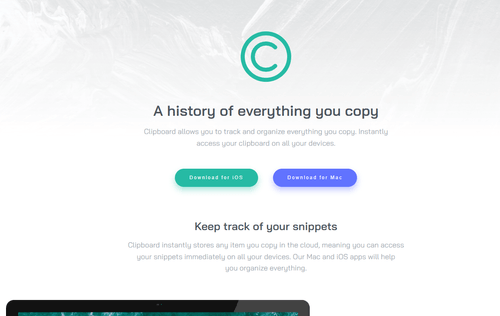 C
A history of everything you copy
Clipboard allows you to track and organize everything you copy. Instantly
access your clipboard on all your devices.
Download for iOS
Download for Mac
Keep track of your snippets
Clipboard instantly stores any item you copy in the cloud, meaning you can access
your snippets immediately on all your devices. Our Mac and iOS apps will help
you organize everything.